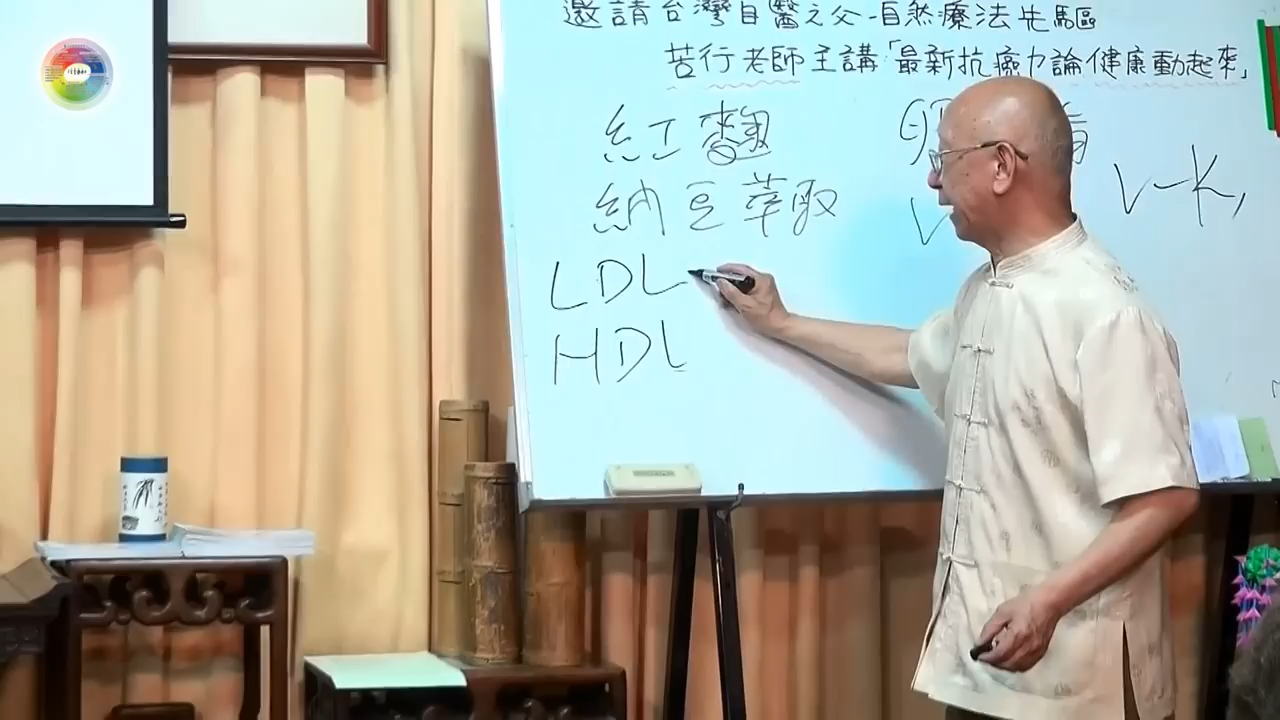 邀請台灣自醫之父-自然療法先驅
苦行老師主講「最新抗癌力論健康動起來」
紅麴
納豆萃取
V-K,
LDL
HDL